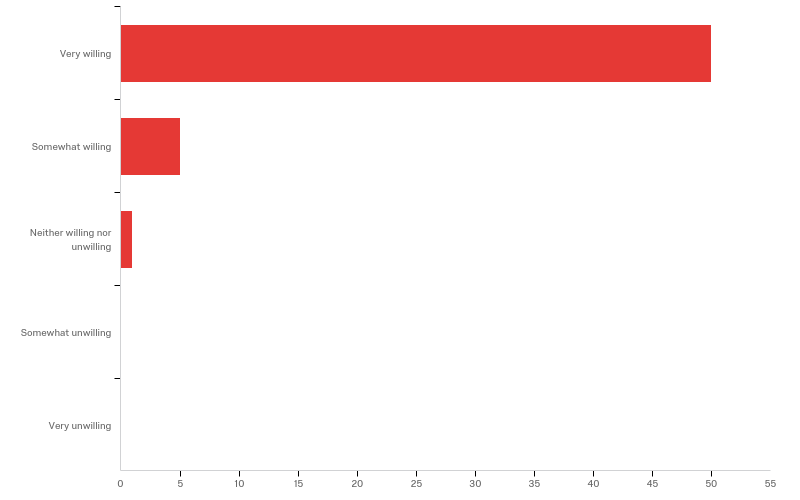 Very willing
Somewhat willing
Neither willing nor
unwilling
Somewhat unwilling
Very unwilling
0 5 10 15 20 25 30 35 40 45 50 55